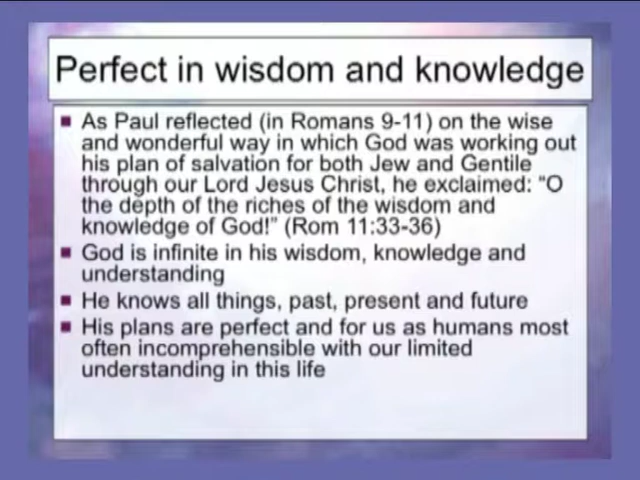 Perfect in wisdom and knowledge
As Paul reflected (in Romans 9-11) on the wise
and wonderful way in which God was working out
his plan of salvation for both Jew and Gentile
through our Lord Jesus Christ, he exclaimed: "O
the depth of the riches of the wisdom and
knowledge of God!" (Rom 11:33-36)
God is infinite in his wisdom, knowledge and
understanding
He knows all things, past, present and future
His plans are perfect and for us as humans most
often incomprehensible with our limited
understanding in this life